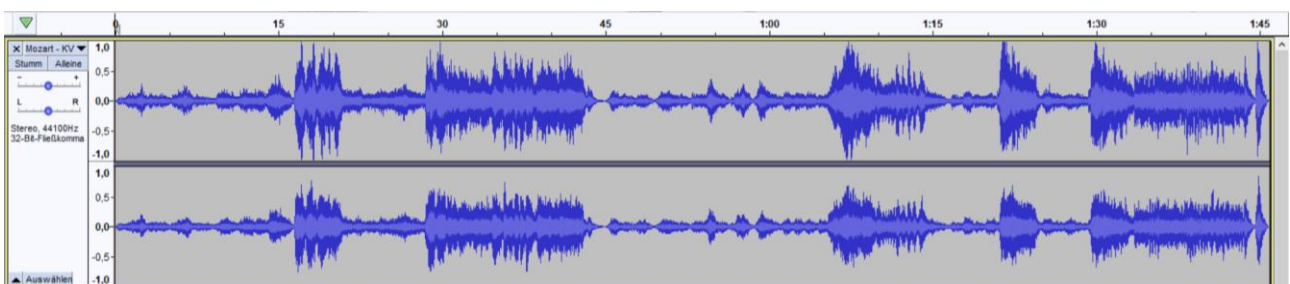 0 15 30 45 1:00 1:15 1:30 1:45
× Mozart - KV ▼
Stumm Alleine
- +
L R
Stereo, 44100Hz
32-Bit-Fließkomma
Auswählen
1,0
0,5
0,0
-0,5
-1,0
1,0
0,5
0,0
-0,5
-1,0